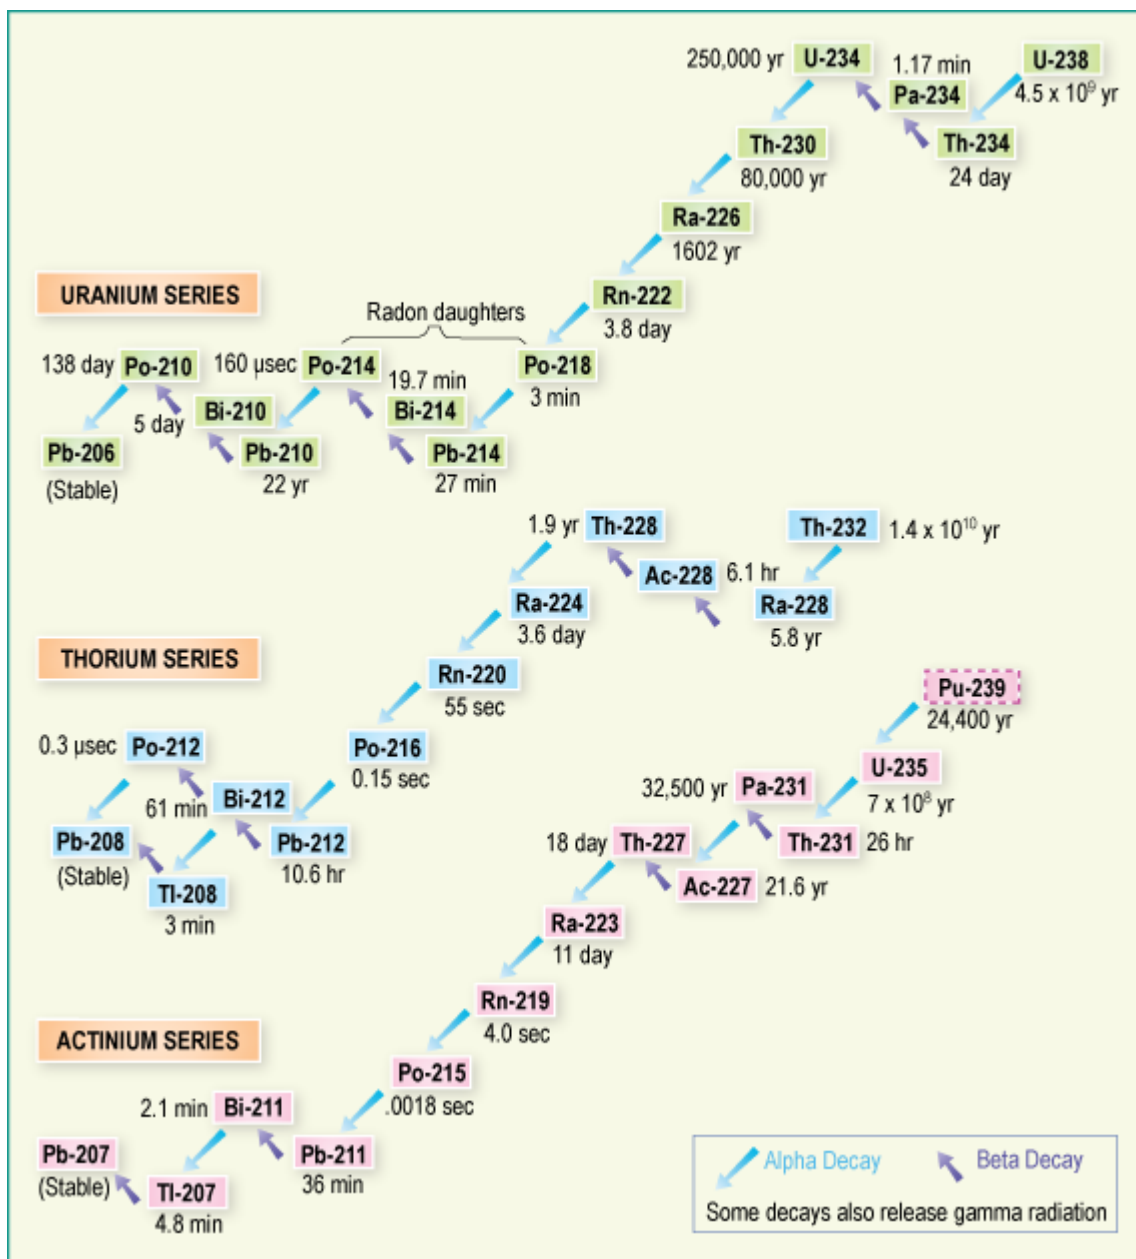 250,000 yr U-234 1.17 min U-238
Pa-234 4.5 x 10⁹ yr
Th-230 Th-234
80,000 yr 24 day
Ra-226
1602 yr
URANIUM SERIES Rn-222
Radon daughters 3.8 day
138 day Po-210 160 µsec Po-214 Po-218
19.7 min 3 min
5 day Bi-210 Bi-214
Pb-206 Pb-210 Pb-214
(Stable) 22 yr 27 min
1.9 yr Th-228 Th-232 1.4 x 10¹⁰ yr
Ac-228 6.1 hr
Ra-224 Ra-228
3.6 day 5.8 yr
THORIUM SERIES Rn-220
55 sec Pu-239
24,400 yr
0.3 µsec Po-212 Po-216
0.15 sec U-235
61 min Bi-212 32,500 yr Pa-231 7 x 10⁸ yr
Pb-208 Pb-212 18 day Th-227 Th-231 26 hr
(Stable) 10.6 hr
Tl-208 Ac-227 21.6 yr
3 min Ra-223
11 day
Rn-219
ACTINIUM SERIES 4.0 sec
Po-215
2.1 min Bi-211 .0018 sec
Pb-207 Pb-211
(Stable) Tl-207 36 min
4.8 min
Alpha Decay Beta Decay
Some decays also release gamma radiation